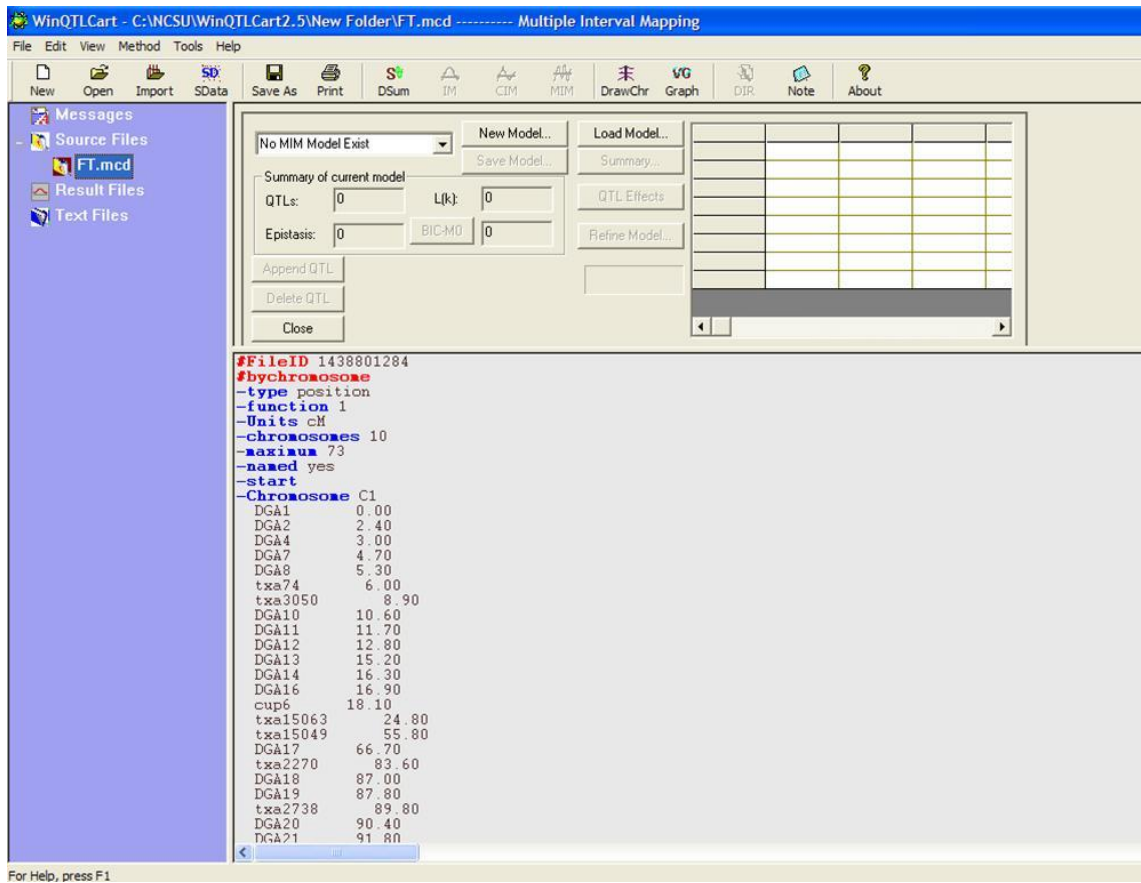 WinQTLCart - C:\NCSU\WinQTLCart2.5\New Folder\FT.mcd ---------- Multiple Interval Mapping
File Edit View Method Tools Help
SD S VG ?
New Open Import SData Save As Print DSum IM CIM MIM DrawChr Graph DIR Note About
Messages
Source Files
FT.mcd
Result Files
Text Files
No MIM Model Exist New Model... Load Model...
Save Model... Summary...
Summary of current model
QTLs: 0 L(k): 0 QTL Effects
Epistasis: 0 BIC-M0 0 Refine Model...
Append QTL
Delete QTL
Close
#FileID 1438801284
#bychromosome
-type position
-function 1
-Units cM
-chromosomes 10
-maximum 73
-named yes
-start
-Chromosome C1
DGA1 0.00
DGA2 2.40
DGA4 3.00
DGA7 4.70
DGA8 5.30
txa74 6.00
txa3050 8.90
DGA10 10.60
DGA11 11.70
DGA12 12.80
DGA13 15.20
DGA14 16.30
DGA16 16.90
cup6 18.10
txa15063 24.80
txa15049 55.80
DGA17 66.70
txa2270 83.60
DGA18 87.00
DGA19 87.80
txa2738 89.80
DGA20 90.40
DGA21 91.80
For Help, press F1